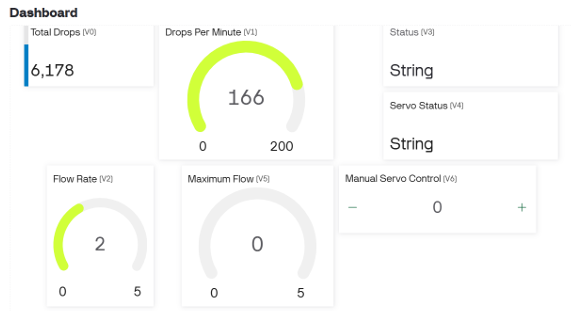 Dashboard
Total Drops (V0)
6,178
Drops Per Minute (V1)
166
0 200
Status (V3)
String
Servo Status (V4)
String
Flow Rate (V2)
2
0 5
Maximum Flow (V5)
0
0 5
Manual Servo Control (V6)
− 0 +